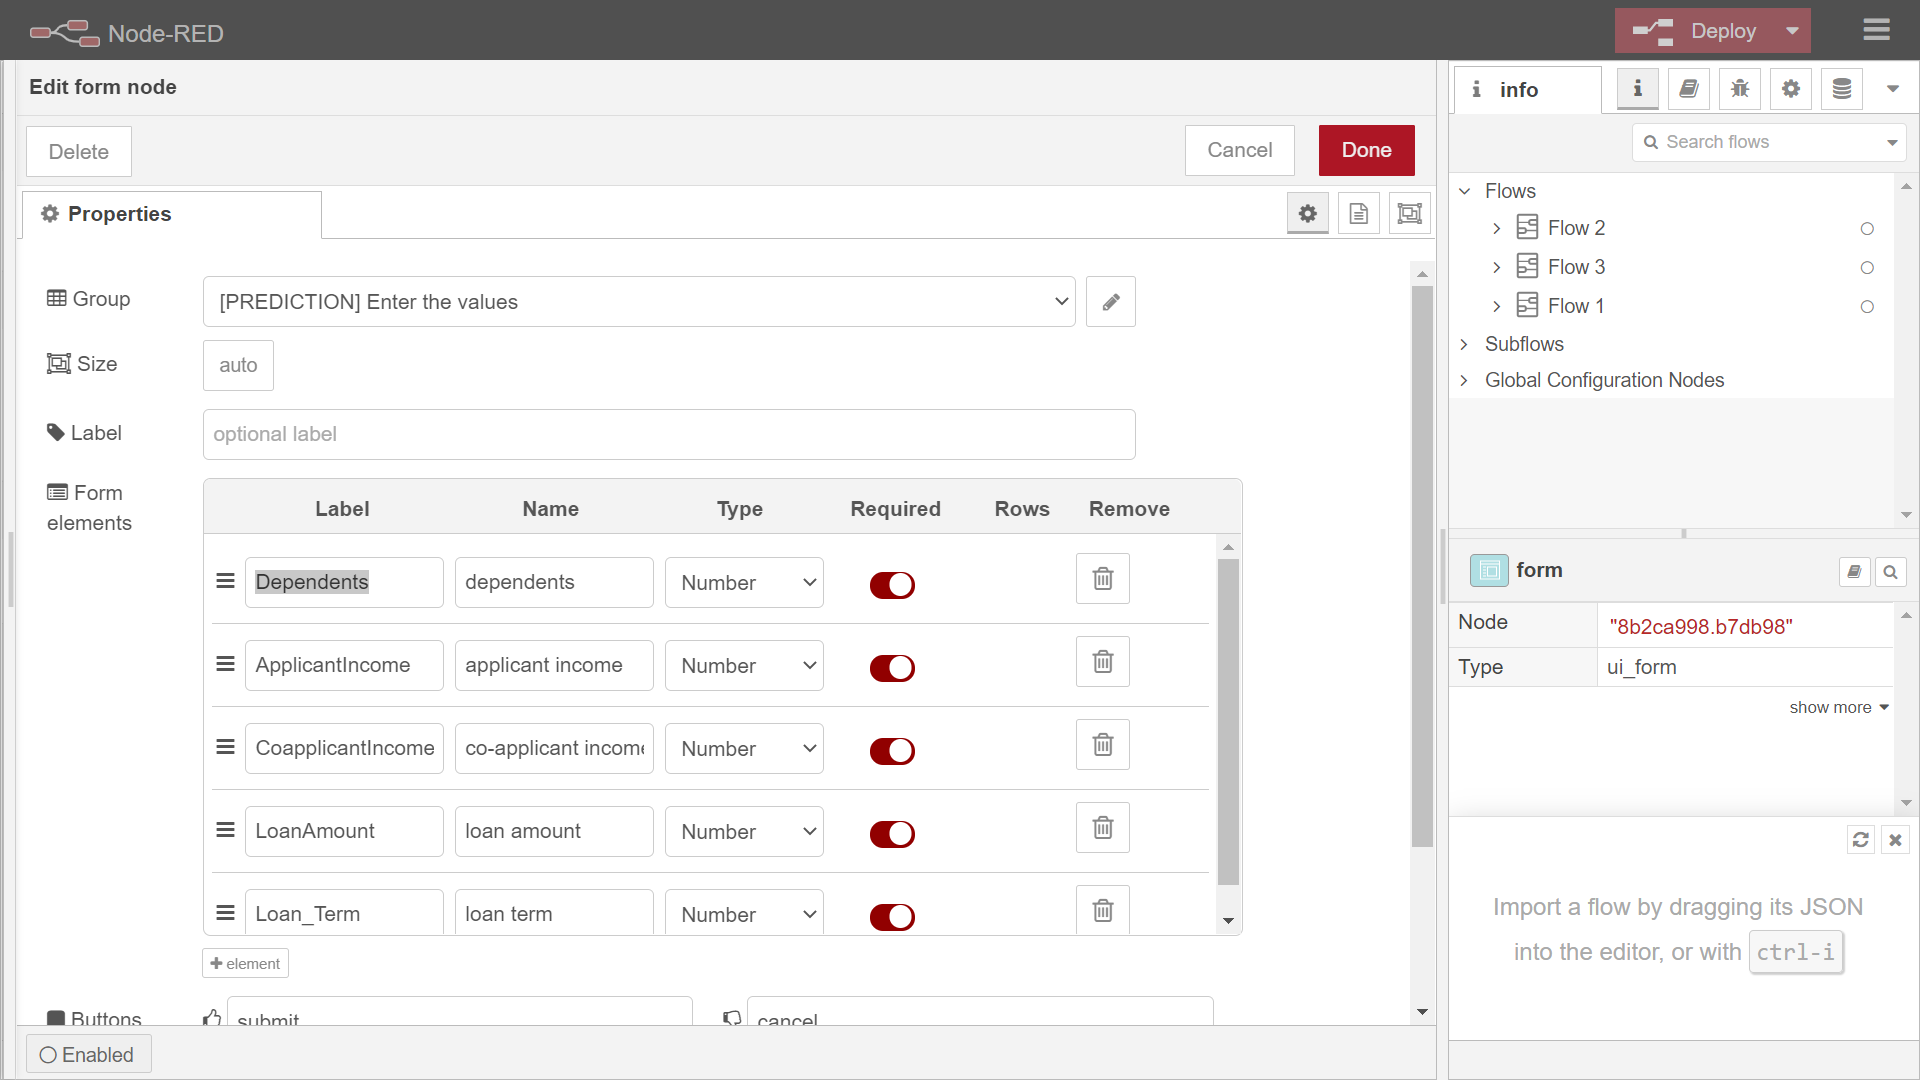 Node-RED
Deploy
Edit form node
Delete
Cancel
Done
Properties
Group
[PREDICTION] Enter the values
Size
auto
Label
optional label
Form
elements
Label Name Type Required Rows Remove
Dependents dependents Number
ApplicantIncome applicant income Number
CoapplicantIncome co-applicant income Number
LoanAmount loan amount Number
Loan_Term loan term Number
+ element
Buttons submit cancel
Enabled
i info
i
Search flows
Flows
Flow 2
Flow 3
Flow 1
Subflows
Global Configuration Nodes
form
Node "8b2ca998.b7db98"
Type ui_form
show more
Import a flow by dragging its JSON
into the editor, or with ctrl-i